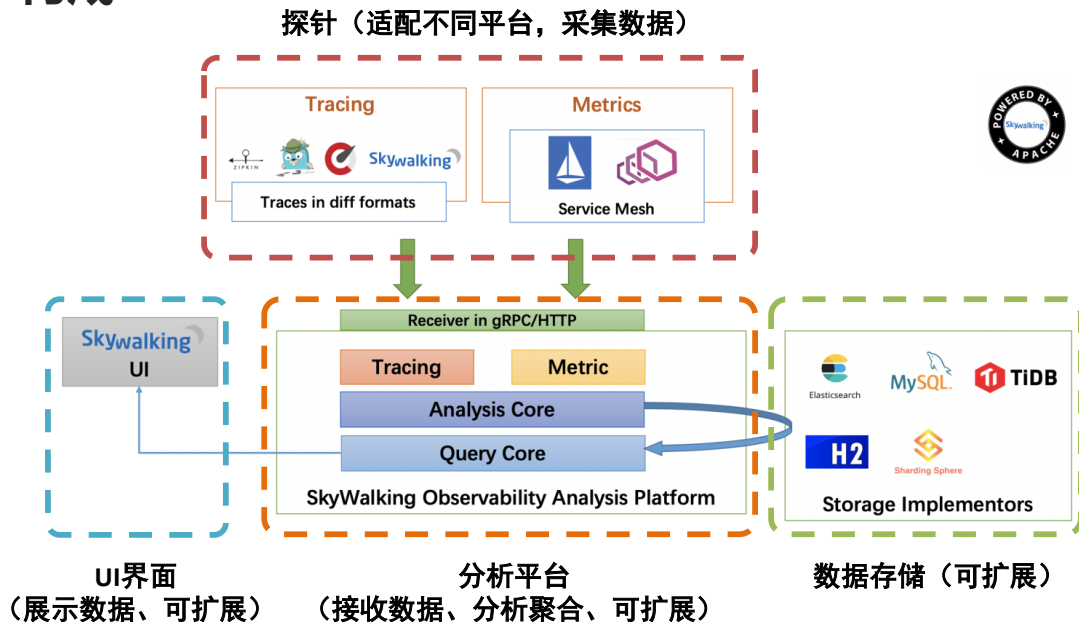 探针（适配不同平台，采集数据）
Tracing
Metrics
ZIPKIN
Skywalking
Traces in diff formats
Service Mesh
POWERED BY
Skywalking
APACHE
Receiver in gRPC/HTTP
Skywalking
UI
Tracing
Metric
Analysis Core
Query Core
SkyWalking Observability Analysis Platform
Elasticsearch
MySQL
TiDB
H2
Sharding Sphere
Storage Implementors
UI界面
（展示数据、可扩展）
分析平台
（接收数据、分析聚合、可扩展）
数据存储（可扩展）